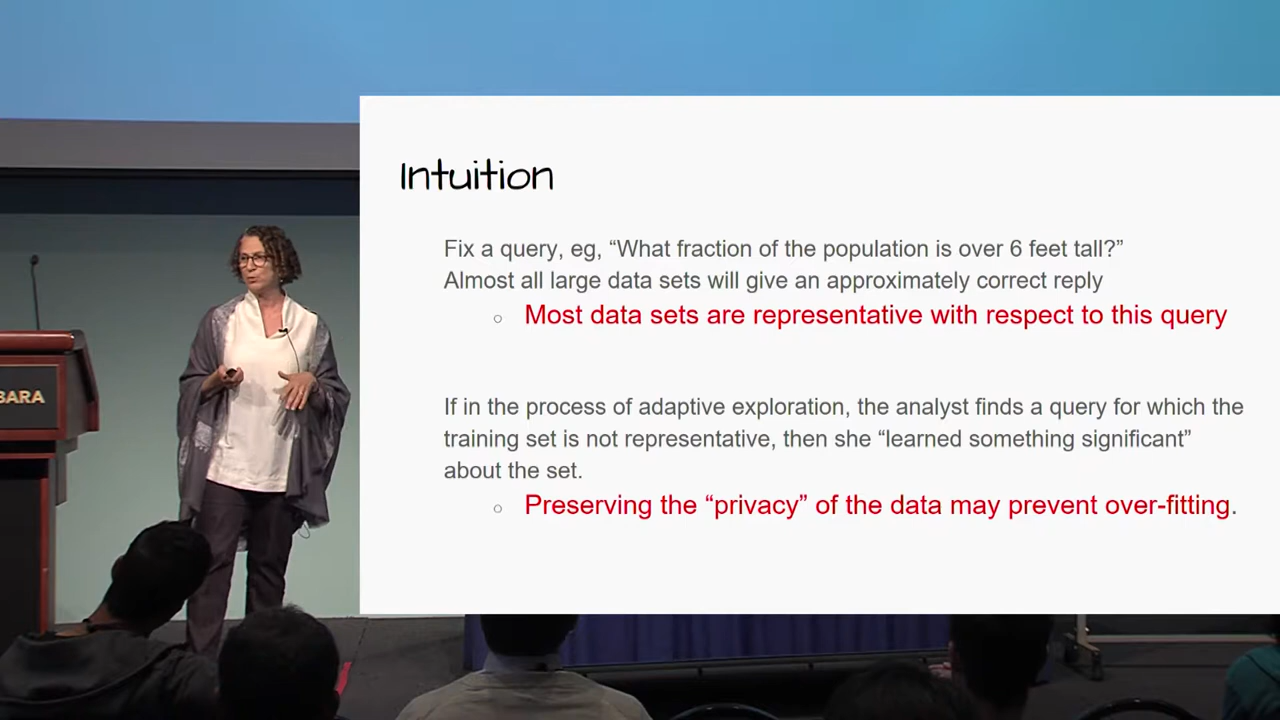 Intuition
Fix a query, eg, “What fraction of the population is over 6 feet tall?”
Almost all large data sets will give an approximately correct reply
○ Most data sets are representative with respect to this query
If in the process of adaptive exploration, the analyst finds a query for which the
training set is not representative, then she “learned something significant”
about the set.
○ Preserving the “privacy” of the data may prevent over-fitting.
BARA